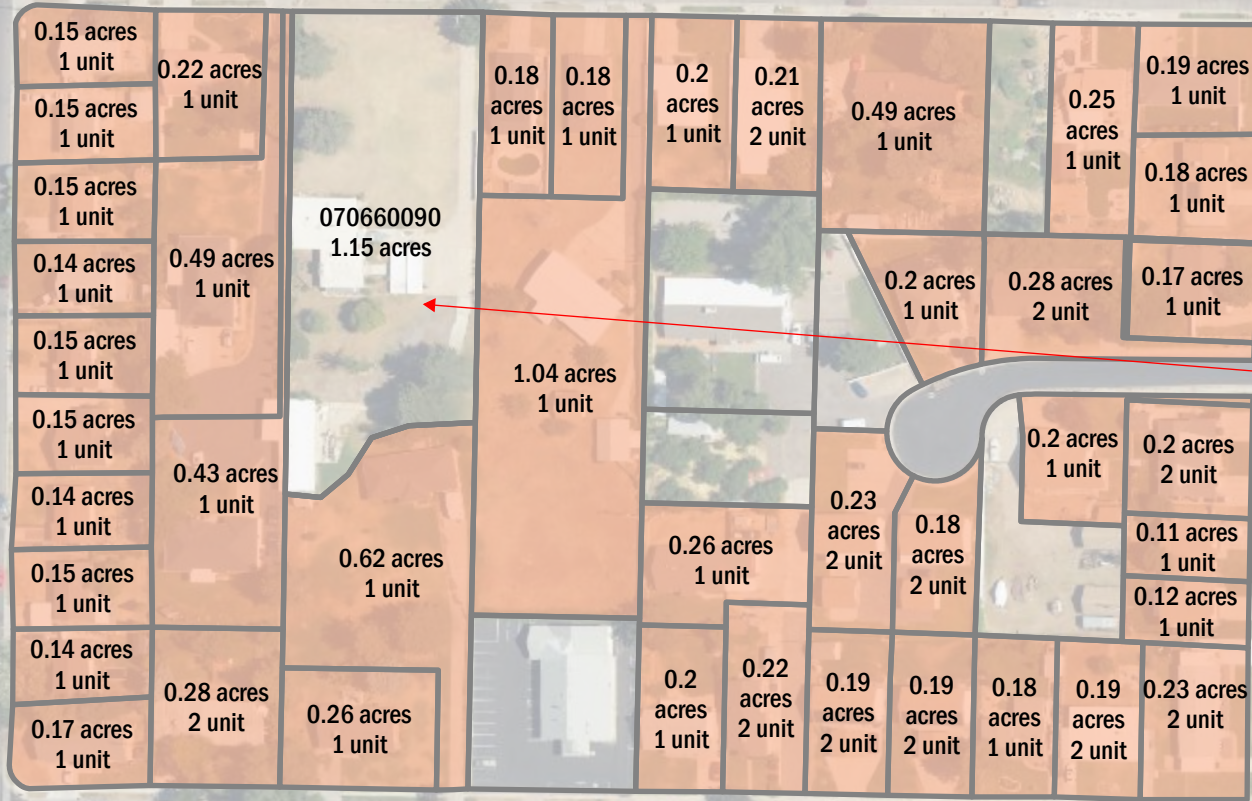 0.15 acres
1 unit
0.22 acres
1 unit
0.15 acres
1 unit
0.15 acres
1 unit
0.14 acres
1 unit
0.49 acres
1 unit
0.15 acres
1 unit
0.15 acres
1 unit
0.43 acres
1 unit
0.14 acres
1 unit
0.15 acres
1 unit
0.14 acres
1 unit
0.17 acres
1 unit
0.28 acres
2 unit
070660090
1.15 acres
0.62 acres
1 unit
0.26 acres
1 unit
0.18
acres
1 unit
0.18
acres
1 unit
1.04 acres
1 unit
0.2
acres
1 unit
0.21
acres
2 unit
0.26 acres
1 unit
0.2
acres
1 unit
0.22
acres
2 unit
0.49 acres
1 unit
0.25
acres
1 unit
0.19 acres
1 unit
0.18 acres
1 unit
0.2 acres
1 unit
0.28 acres
2 unit
0.17 acres
1 unit
0.23
acres
2 unit
0.18
acres
2 unit
0.2 acres
1 unit
0.2 acres
2 unit
0.11 acres
1 unit
0.12 acres
1 unit
0.19
acres
2 unit
0.19
acres
2 unit
0.18
acres
1 unit
0.19
acres
2 unit
0.23 acres
2 unit